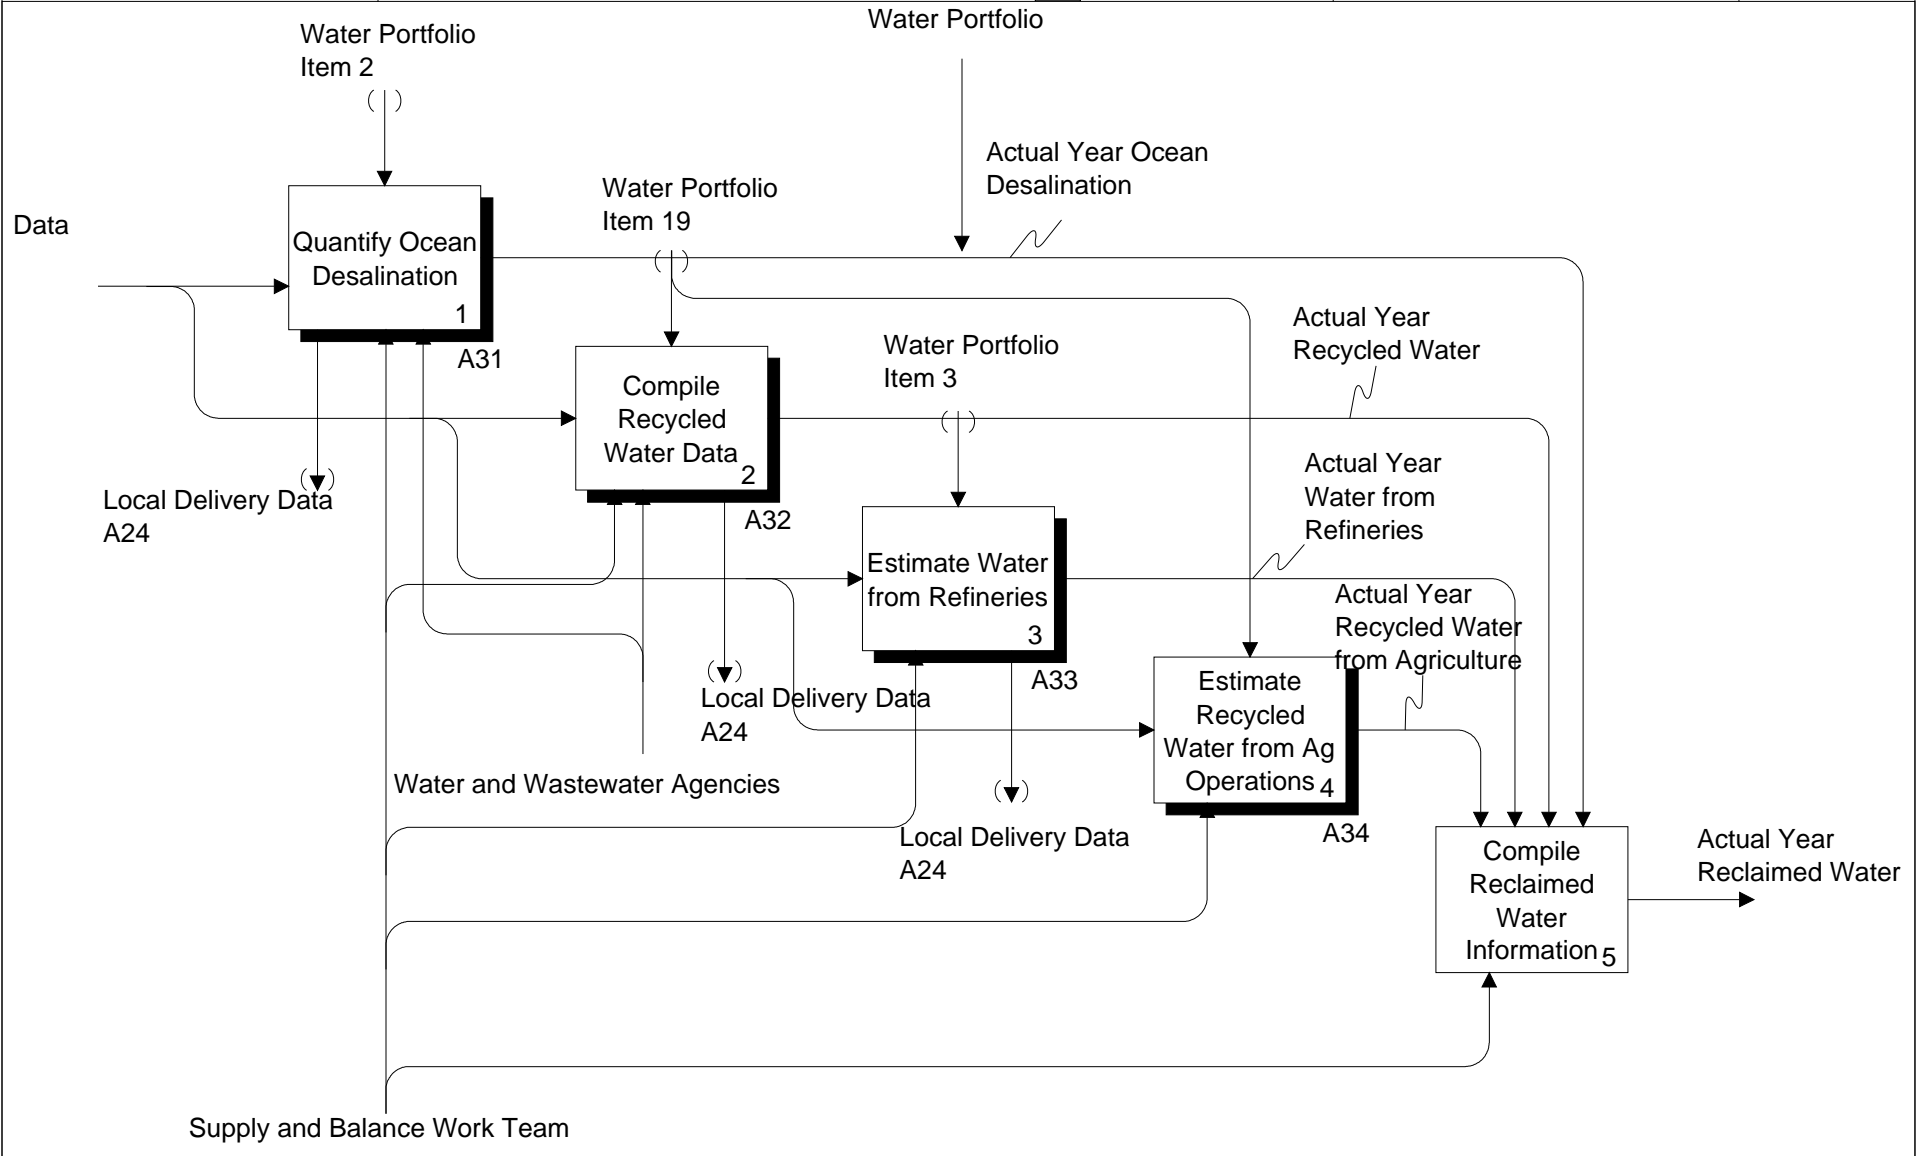 Water Portfolio
Water Portfolio
Item 2
Actual Year Ocean
Desalination
Water Portfolio
Item 19
Data
Quantify Ocean
Desalination
1
A31
Actual Year
Recycled Water
Water Portfolio
Item 3
Compile
Recycled
Water Data
2
A32
Local Delivery Data
A24
Actual Year
Water from
Refineries
Estimate Water
from Refineries
3
A33
Actual Year
Recycled Water
from Agriculture
Local Delivery Data
A24
Estimate
Recycled
Water from Ag
Operations
4
A34
Water and Wastewater Agencies
Local Delivery Data
A24
Compile
Reclaimed
Water
Information
5
Actual Year
Reclaimed Water
Supply and Balance Work Team